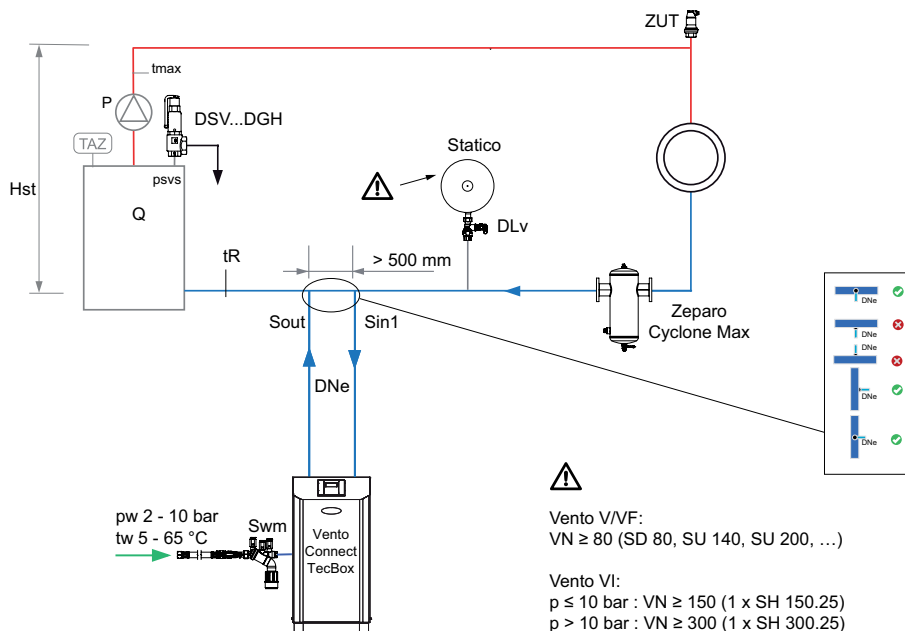 ZUT
tmax
P
DSV...DGH
TAZ
Statico
Hst
psvs
Q
DLv
tR
> 500 mm
Zeparo
Cyclone Max
Sout
Sin1
DNe
DNe
DNe
DNe
DNe
DNe
pw 2 - 10 bar
tw 5 - 65 °C
Swm
Vento
Connect
TecBox
Vento V/VF:
VN ≥ 80 (SD 80, SU 140, SU 200, …)
Vento VI:
p ≤ 10 bar : VN ≥ 150 (1 x SH 150.25)
p > 10 bar : VN ≥ 300 (1 x SH 300.25)